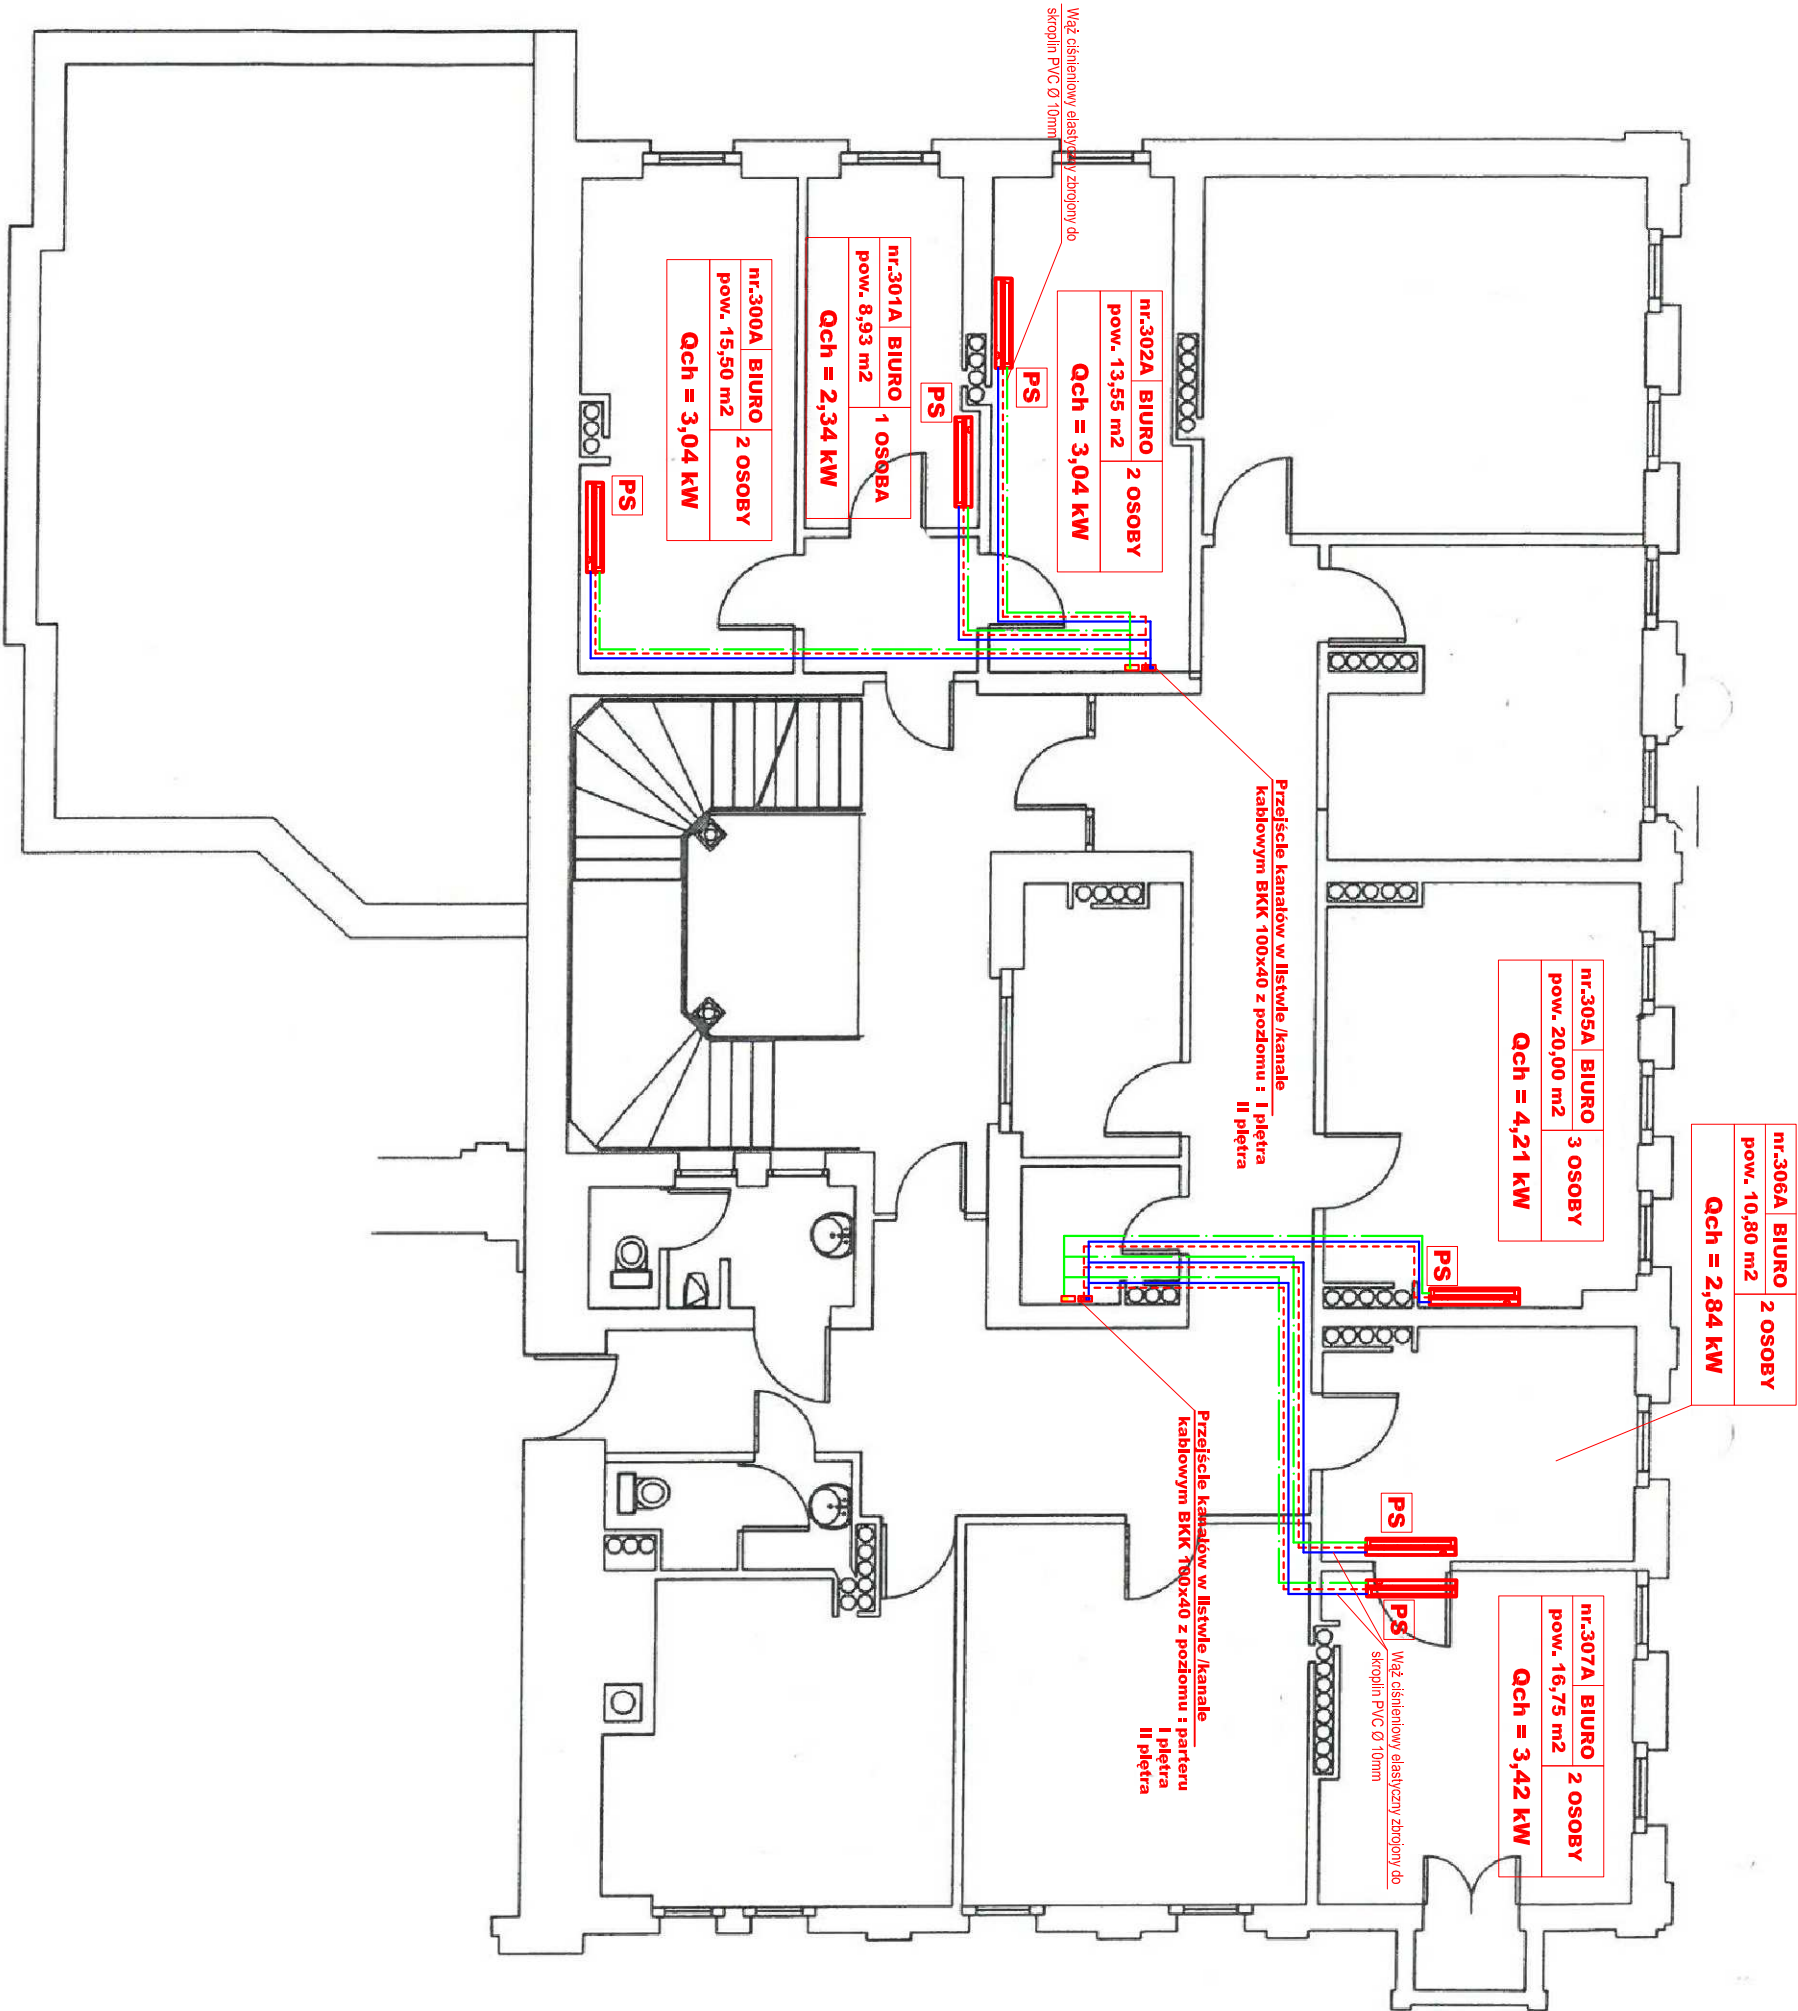 Wąż ciśnieniowy elastyczny zbrojony do
skroplin PVC Ø 10mm
nr.302A BIURO 2 OSOBY
pow. 13,55 m2
Qch = 3,04 kW
PS
nr.301A BIURO 1 OSOBA
pow. 8,93 m2
Qch = 2,34 kW
PS
nr.300A BIURO 2 OSOBY
pow. 15,50 m2
Qch = 3,04 kW
PS
Przejście kanałów w listwie /kanale
kablowym BKK 100x40 z poziomu : I piętra
II piętra
nr.305A BIURO 3 OSOBY
pow. 20,00 m2
Qch = 4,21 kW
PS
nr.306A BIURO 2 OSOBY
pow. 10,80 m2
Qch = 2,84 kW
PS
Przejście kanałów w listwie /kanale
kablowym BKK 100x40 z poziomu : parteru
I piętra
II piętra
nr.307A BIURO 2 OSOBY
pow. 16,75 m2
Qch = 3,42 kW
PS
Wąż ciśnieniowy elastyczny zbrojony do
skroplin PVC Ø 10mm